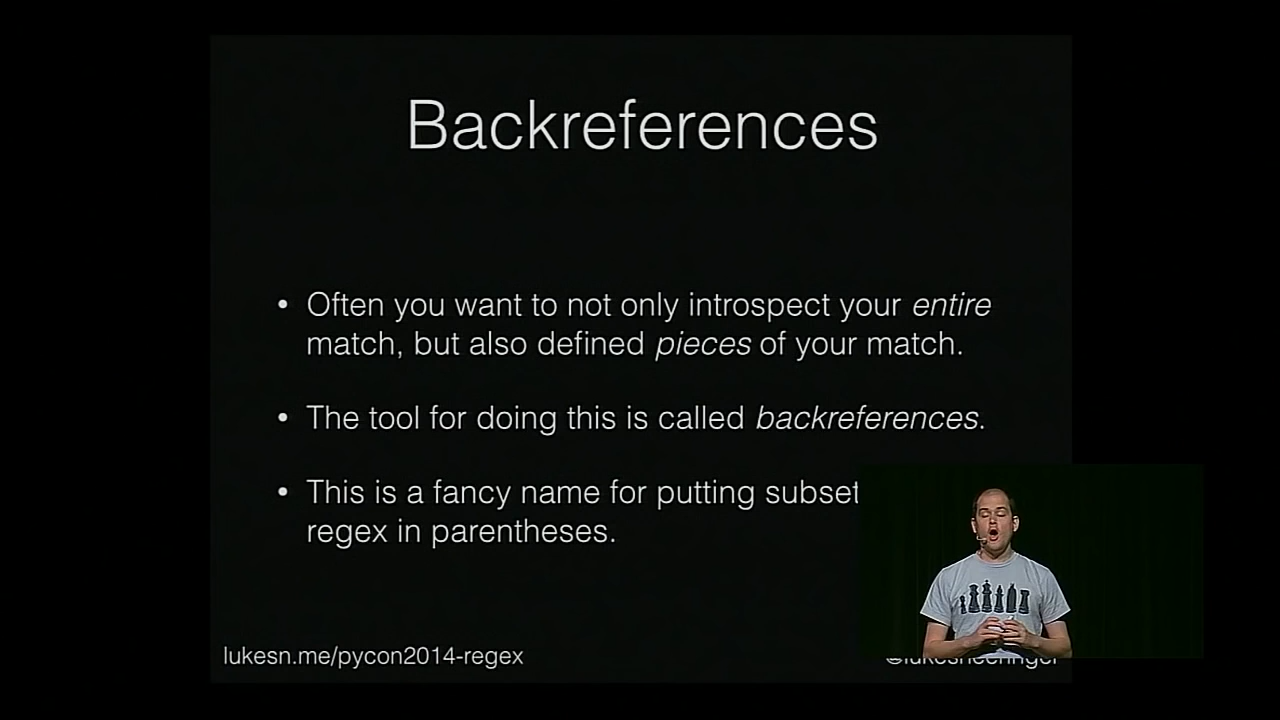 Backreferences
• Often you want to not only introspect your entire
match, but also defined pieces of your match.
• The tool for doing this is called backreferences.
• This is a fancy name for putting subset
regex in parentheses.
lukesn.me/pycon2014-regex